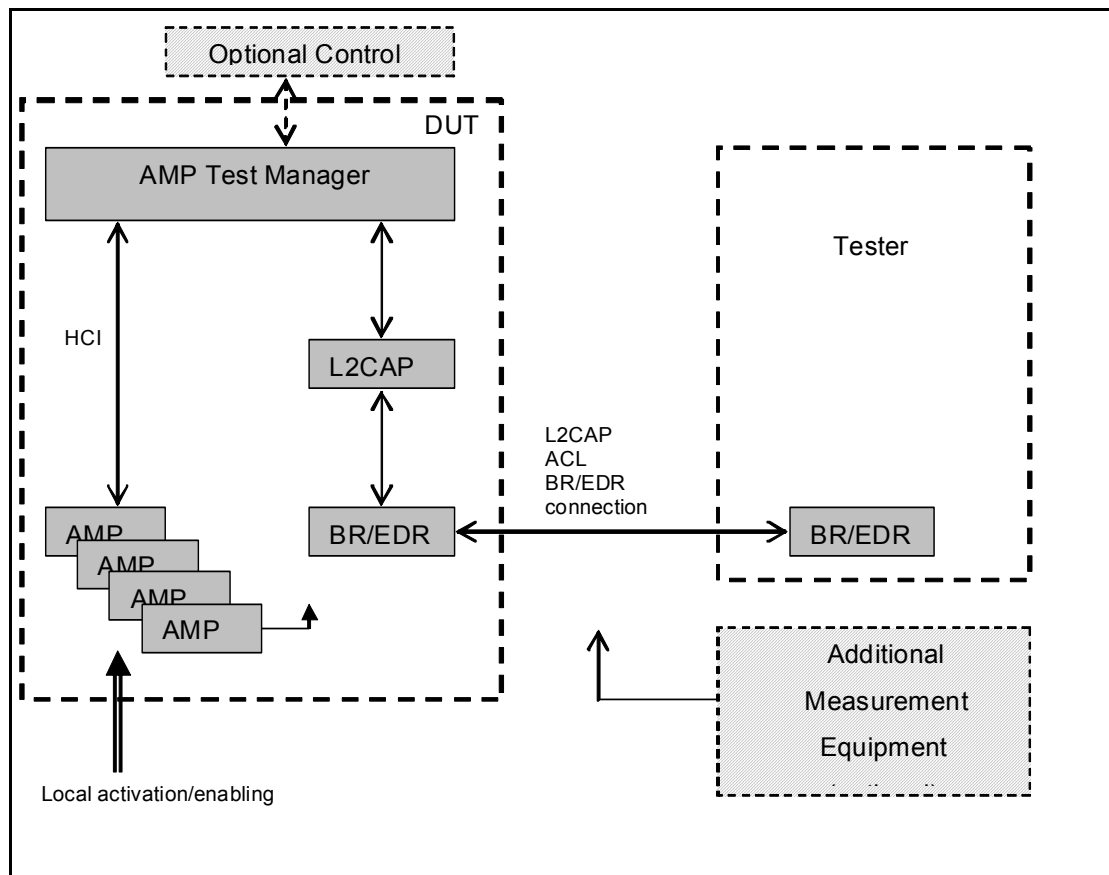 Optional Control
DUT
AMP Test Manager
Tester
HCI
L2CAP
L2CAP
ACL
BR/EDR
connection
AMP
AMP
AMP
AMP
BR/EDR
BR/EDR
Additional
Measurement
Equipment
Local activation/enabling